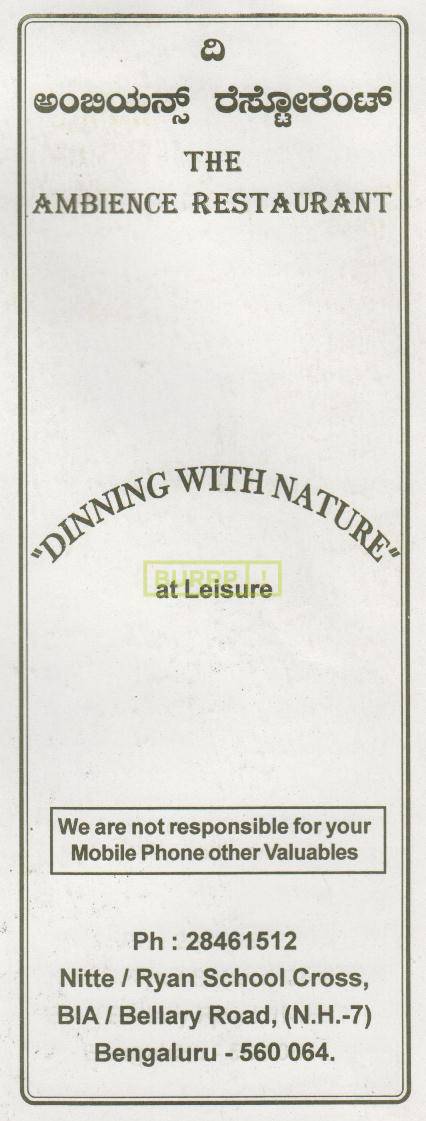 ದಿ
ಅಂಬಿಯನ್ಸ್ ರೆಸ್ಟೋರೆಂಟ್
THE
AMBIENCE RESTAURANT
"DINNING WITH NATURE"
BURRP!
at Leisure
We are not responsible for your
Mobile Phone other Valuables
Ph : 28461512
Nitte / Ryan School Cross,
BIA / Bellary Road, (N.H.-7)
Bengaluru - 560 064.